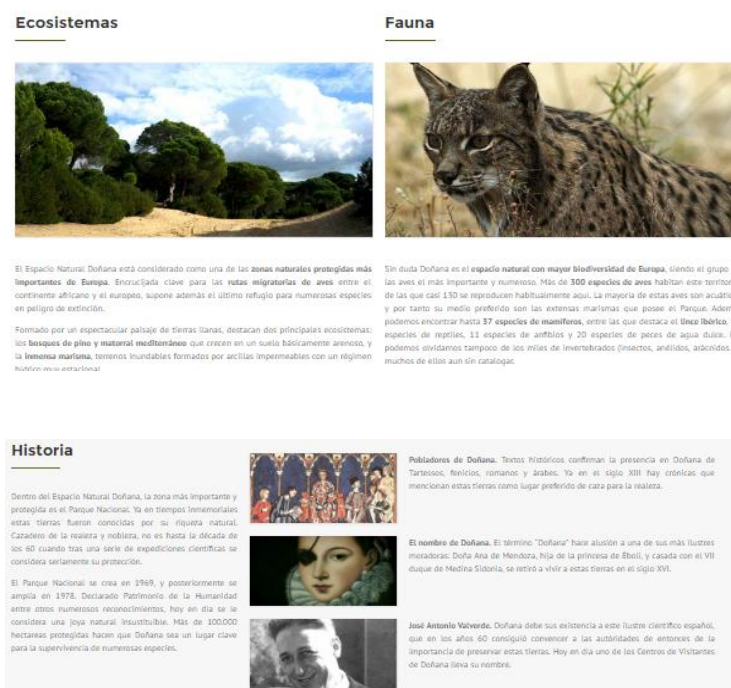 Ecosistemas
El Espacio Natural Doñana está considerado como una de las zonas naturales protegidas más
importantes de Europa. Encrucijada clave para las rutas migratorias de aves entre el
continente africano y el europeo, supone además el último refugio para numerosas especies
en peligro de extinción.
Formado por un espectacular paisaje de tierras llanas, destacan dos principales ecosistemas:
los bosques de pino y matorral mediterráneo que crecen en un suelo básicamente arenoso, y
la inmensa marisma, terrenos inundables formados por arcillas impermeables con un régimen
hídrico muy estacional
Fauna
Sin duda Doñana es el espacio natural con mayor biodiversidad de Europa, siendo el grupo
las aves el más importante y numeroso. Más de 300 especies de aves habitan este
de las que casi 130 se reproducen habitualmente aquí. La mayoría de estas aves son
y por tanto su medio preferido son las extensas marismas que posee el Parque.
podemos encontrar hasta 37 especies de mamíferos, entre las que destaca el lince ibérico,
especies de reptiles, 11 especies de anfibios y 20 especies de peces de agua dulce.
podemos olvidarnos tampoco de los miles de invertebrados (insectos, anélidos, arácnidos.
muchos de ellos aun sin catalogar.
Historia
Dentro del Espacio Natural Doñana, la zona más importante y
protegida es el Parque Nacional. Ya en tiempos inmemoriales
estas tierras fueron conocidas por su riqueza natural.
Cazadero de la realeza y nobleza, no es hasta la década de
los 60 cuando tras una serie de expediciones científicas se
considera seriamente su protección.
El Parque Nacional se crea en 1969, y posteriormente se
amplía en 1978. Declarado Patrimonio de la Humanidad
entre otros numerosos reconocimientos, hoy en día se le
considera una joya natural insustituible. Más de 100.000
hectareas protegidas hacen que Doñana sea un lugar clave
para la supervivencia de numerosas especies.
Pobladores de Doñana. Textos históricos confirman la presencia en Doñana de
Tartessos, fenicios, romanos y árabes. Ya en el siglo XIII hay crónicas que
mencionan estas tierras como lugar preferido de caza para la realeza.
El nombre de Doñana. El término "Doñana" hace alusión a una de sus más ilustres
moradoras: Doña Ana de Mendoza, hija de la princesa de Éboli, y casada con el VII
duque de Medina Sidonia, se retiró a vivir a estas tierras en el siglo XVI.
José Antonio Valverde. Doñana debe sus existencia a este ilustre científico español,
que en los años 60 consiguió convencer a las autóridades de entonces de la
importancia de preservar estas tierras. Hoy en día uno de los Centros de Visitantes
de Doñana lleva su nombre.